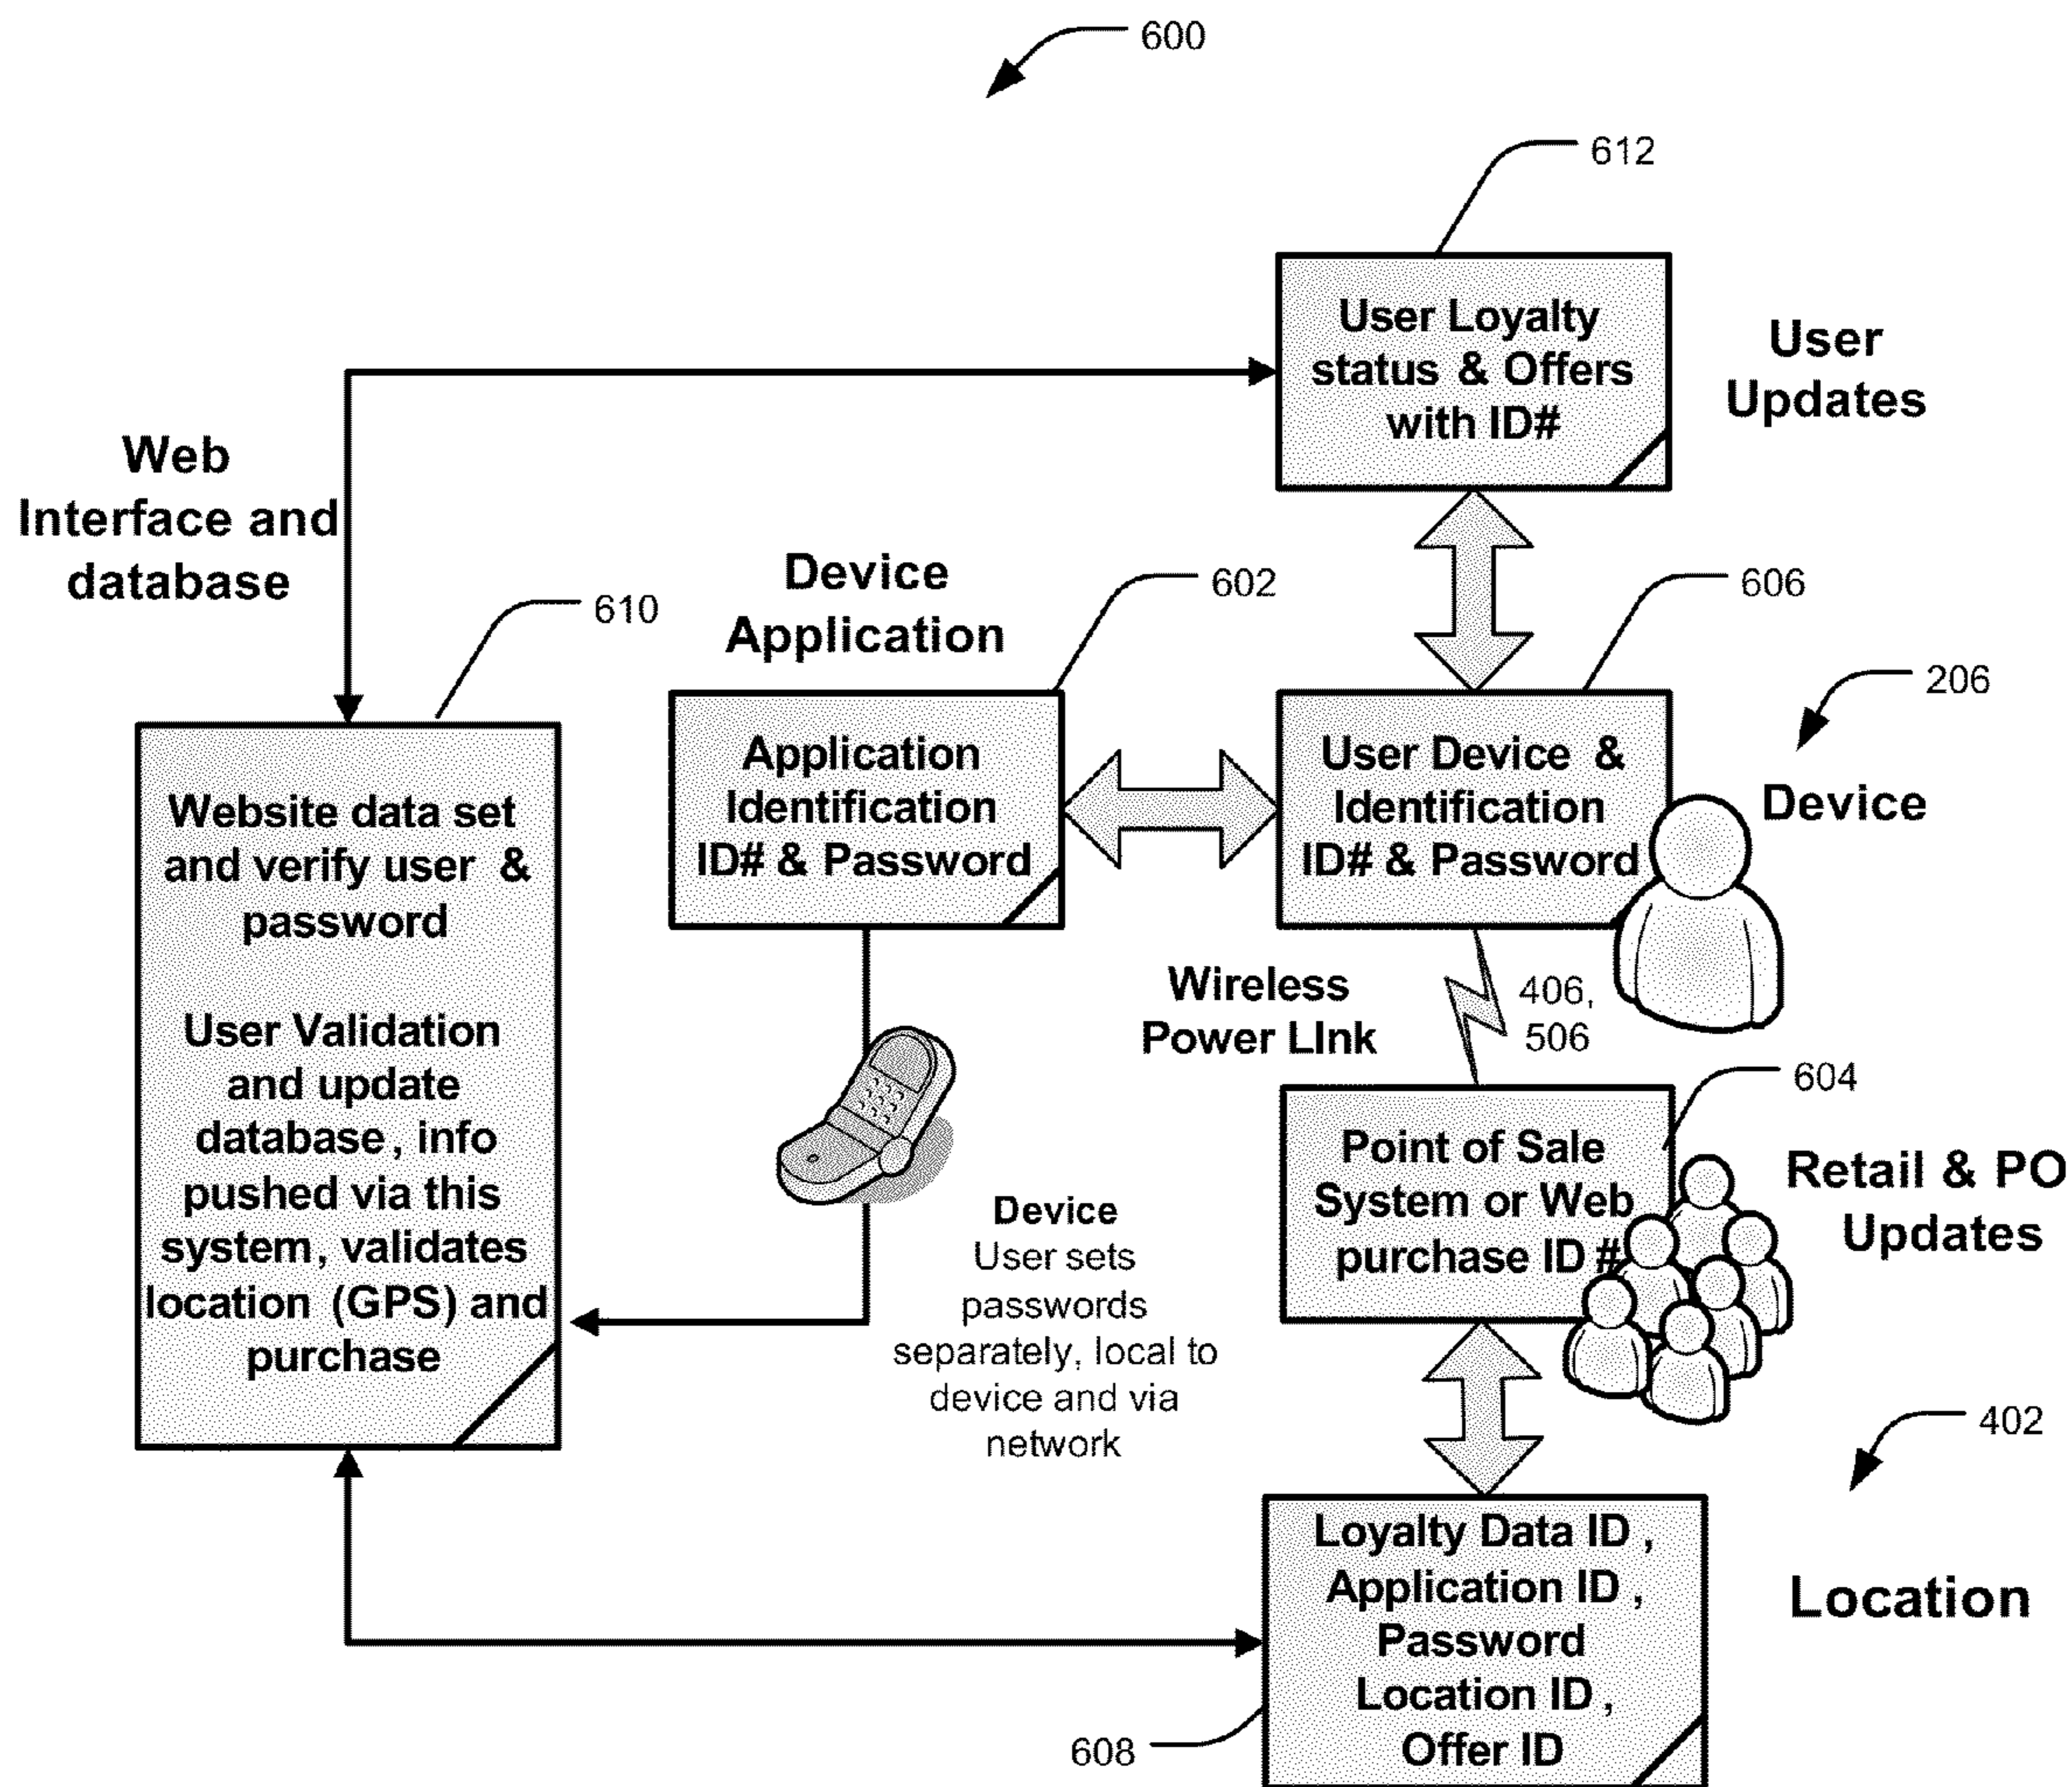 600
612
User Loyalty
status & Offers
with ID#
User
Updates
Web
Interface and
database
610
Device
Application
602
606
206
Application
Identification
ID# & Password
User Device &
Identification
ID# & Password
Device
Website data set
and verify user &
password
User Validation
and update
database, info
pushed via this
system, validates
location (GPS) and
purchase
Wireless
Power LInk
406,
506
604
Device
User sets
passwords
separately, local to
device and via
network
Point of Sale
System or Web
purchase ID #
Retail & PO
Updates
402
Loyalty Data ID ,
Application ID ,
Password
Location ID ,
Offer ID
Location
608